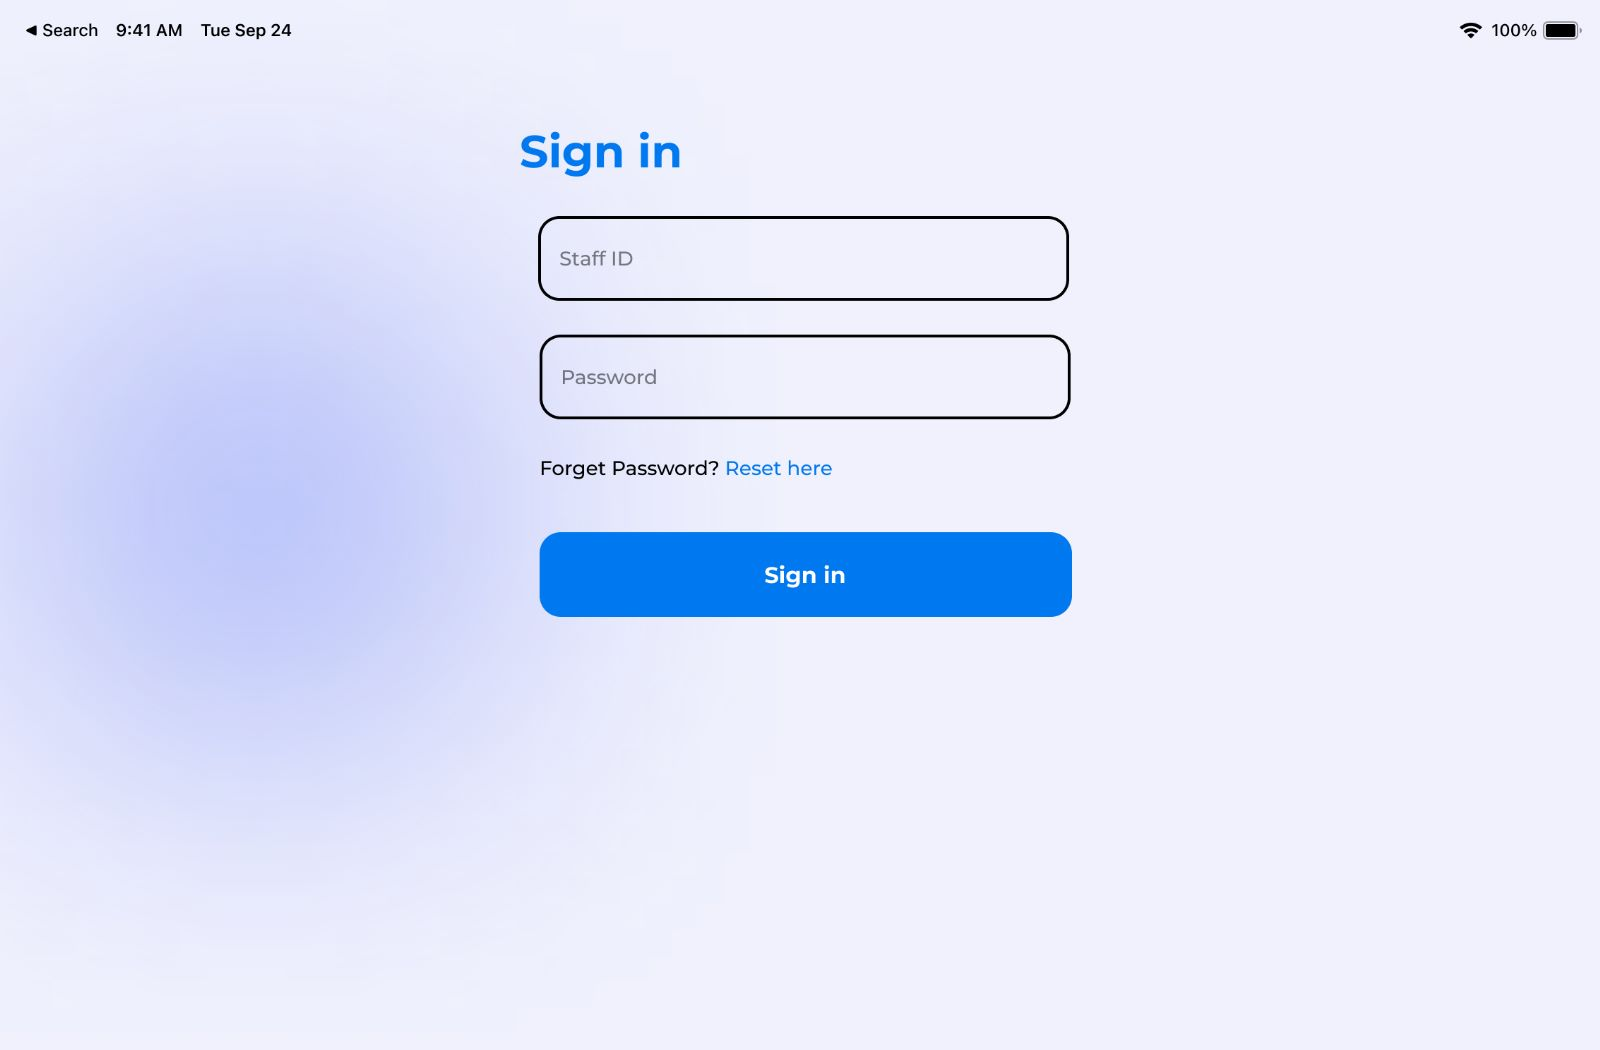 ◀ Search 9:41 AM Tue Sep 24 100%
Sign in
Staff ID
Password
Forget Password? Reset here
Sign in